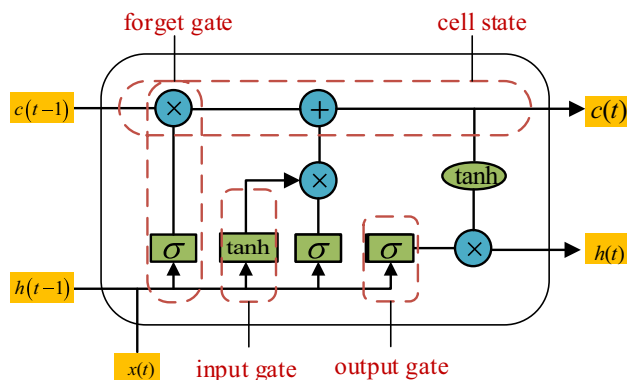 forget gate
cell state
c(t−1)
×
+
c(t)
×
tanh
σ
tanh
σ
σ
×
h(t)
h(t−1)
x(t)
input gate
output gate